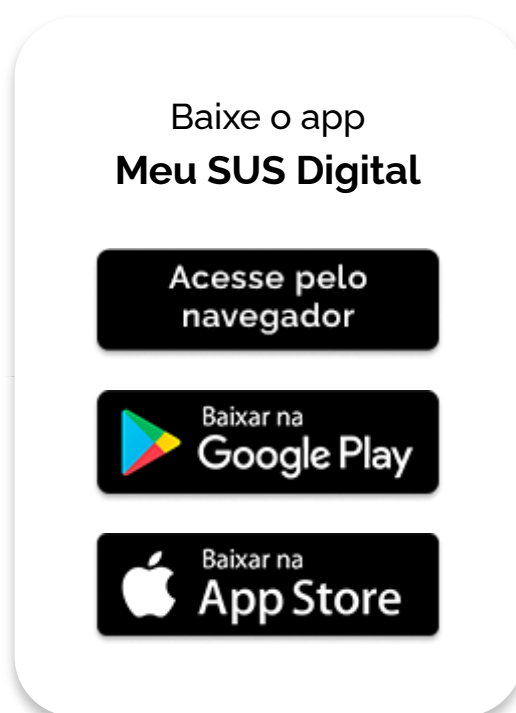 Baixe o app
Meu SUS Digital
Acesse pelo
navegador
Baixar na
Google Play
Baixar na
App Store